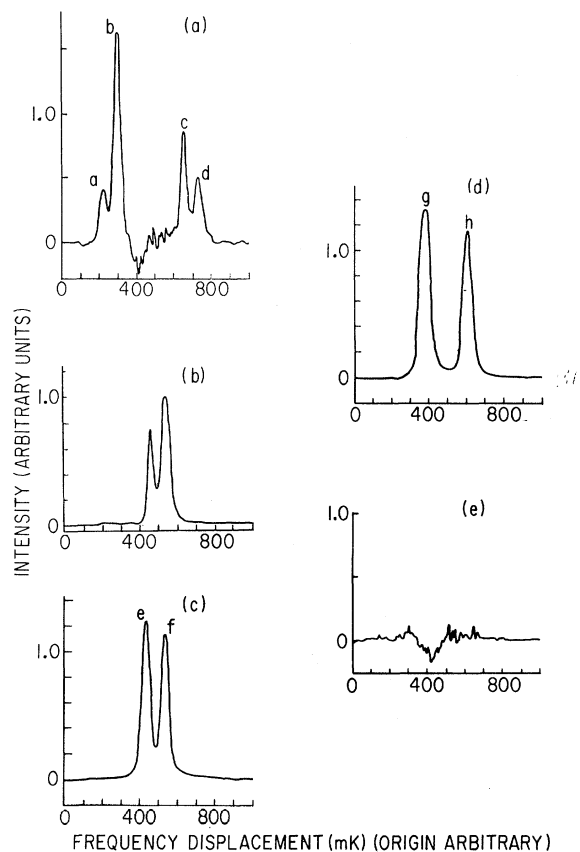 (a)
b
a
c
d
1.0
0
0 400 800
(b)
1.0
0
0 400 800
(c)
e
f
1.0
0
0 400 800
(d)
g
h
1.0
0
0 400 800
(e)
1.0
0
0 400 800
INTENSITY (ARBITRARY UNITS)
FREQUENCY DISPLACEMENT (mK) (ORIGIN ARBITRARY)